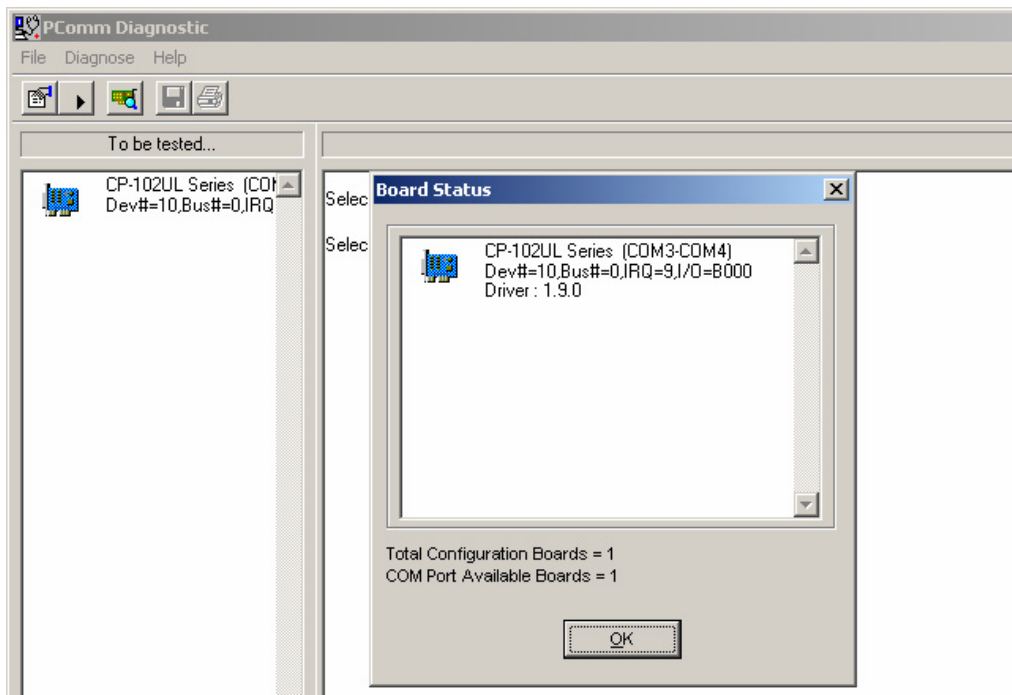 PComm Diagnostic
File Diagnose Help
To be tested...
CP-102UL Series (COM
Dev#=10,Bus#=0,IRQ
Selec
Selec
Board Status
CP-102UL Series (COM3-COM4)
Dev#=10,Bus#=0,IRQ=9,I/O=B000
Driver : 1.9.0
Total Configuration Boards = 1
COM Port Available Boards = 1
OK